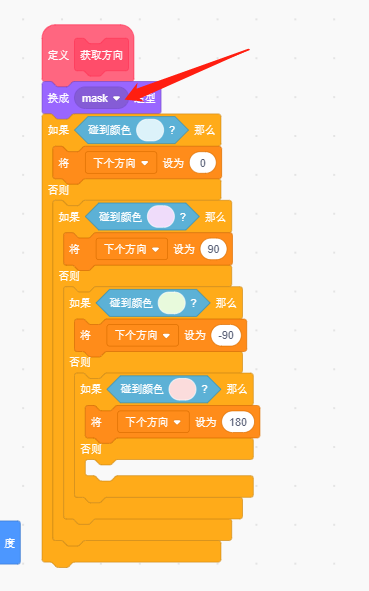 定义 获取方向
换成 mask 造型
如果 碰到颜色 ? 那么
将 下个方向 设为 0
否则
如果 碰到颜色 ? 那么
将 下个方向 设为 90
否则
如果 碰到颜色 ? 那么
将 下个方向 设为 -90
否则
如果 碰到颜色 ? 那么
将 下个方向 设为 180
否则
度